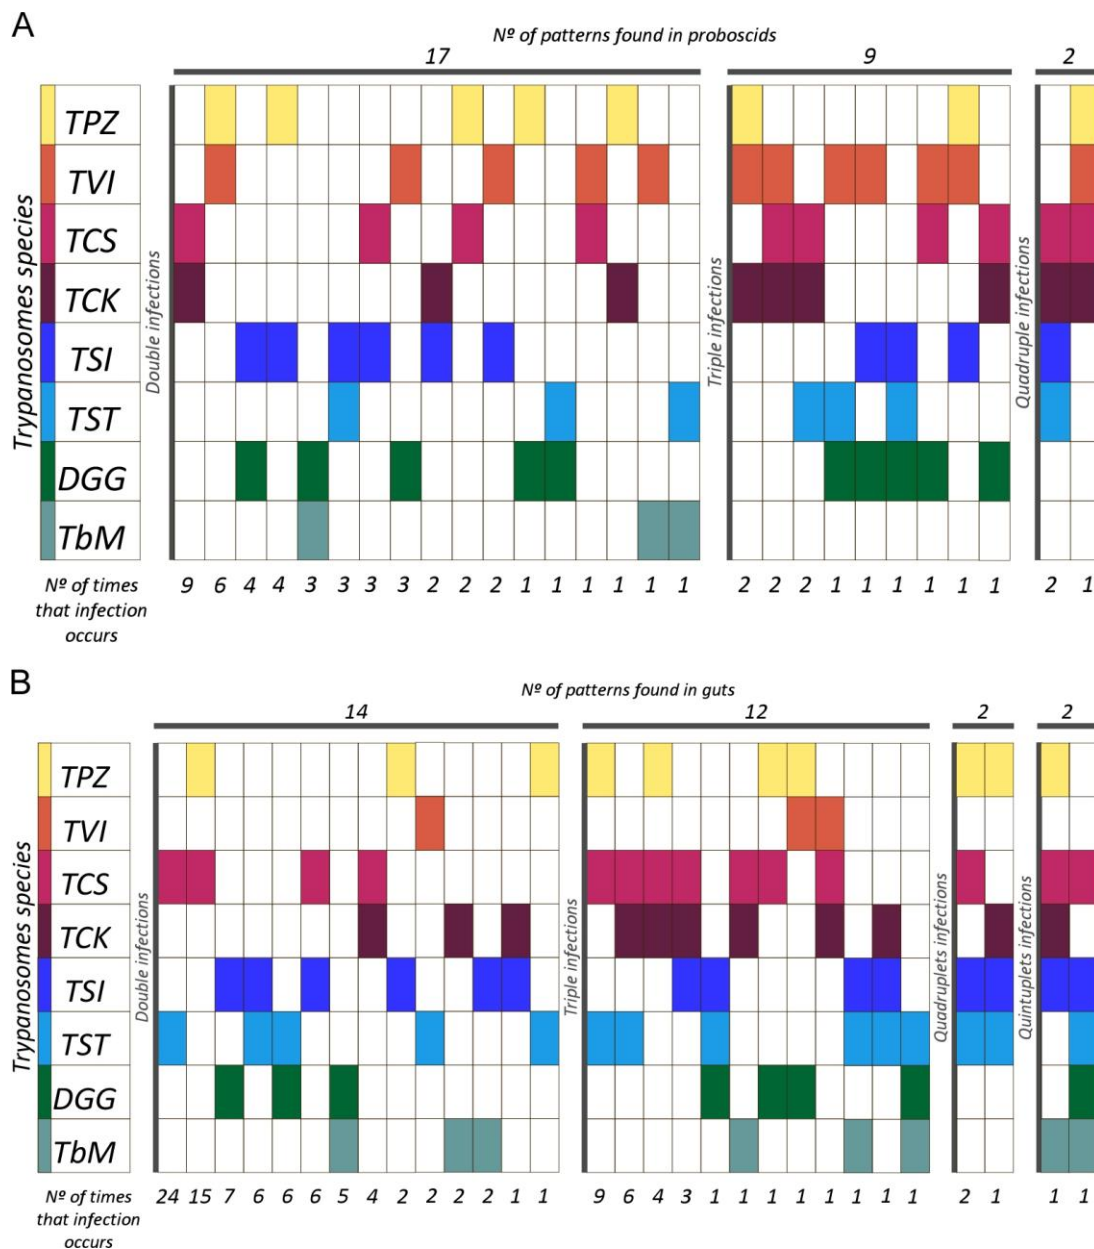 A
Nº of patterns found in proboscids
17 9 2
Trypanosomes species
TPZ
TVI
TCS
TCK
TSI
TST
DGG
TbM
Double infections
Triple infections
Quadruple infections
Nº of times
that infection
occurs
9 6 4 4 3 3 3 3 2 2 2 1 1 1 1 1 1 2 2 2 1 1 1 1 1 1 2 1
B
Nº of patterns found in guts
14 12 2 2
Trypanosomes species
TPZ
TVI
TCS
TCK
TSI
TST
DGG
TbM
Double infections
Triple infections
Quadruplets infections
Quintuplets infections
Nº of times
that infection
occurs
24 15 7 6 6 6 5 4 2 2 2 2 1 1 9 6 4 3 1 1 1 1 1 1 1 1 2 1 1 1